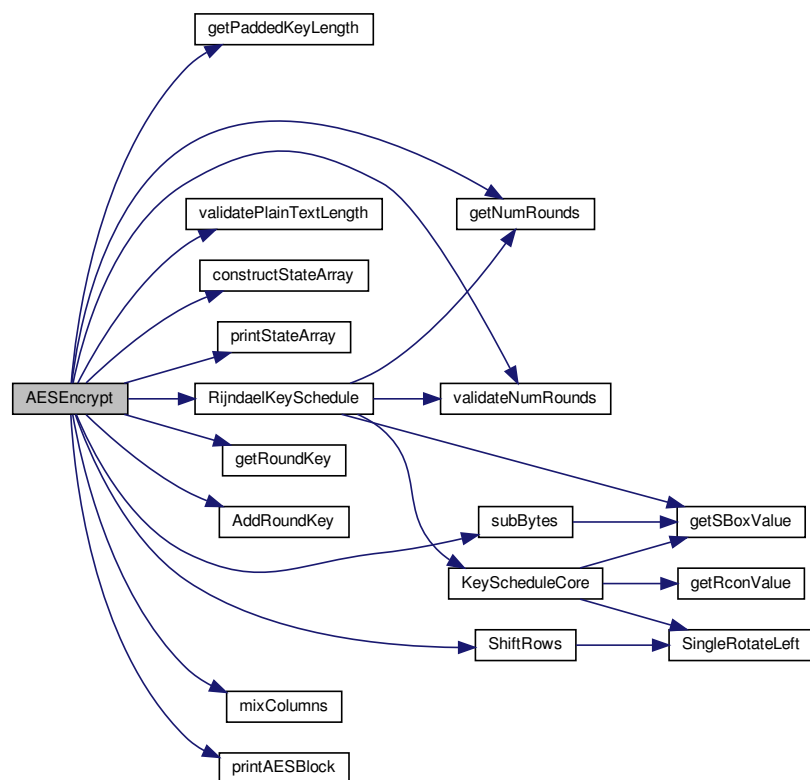 getPaddedKeyLength
getNumRounds
validatePlainTextLength
constructStateArray
printStateArray
AESEncrypt
RijndaelKeySchedule
validateNumRounds
getRoundKey
AddRoundKey
subBytes
getSBoxValue
KeyScheduleCore
getRconValue
ShiftRows
SingleRotateLeft
mixColumns
printAESBlock